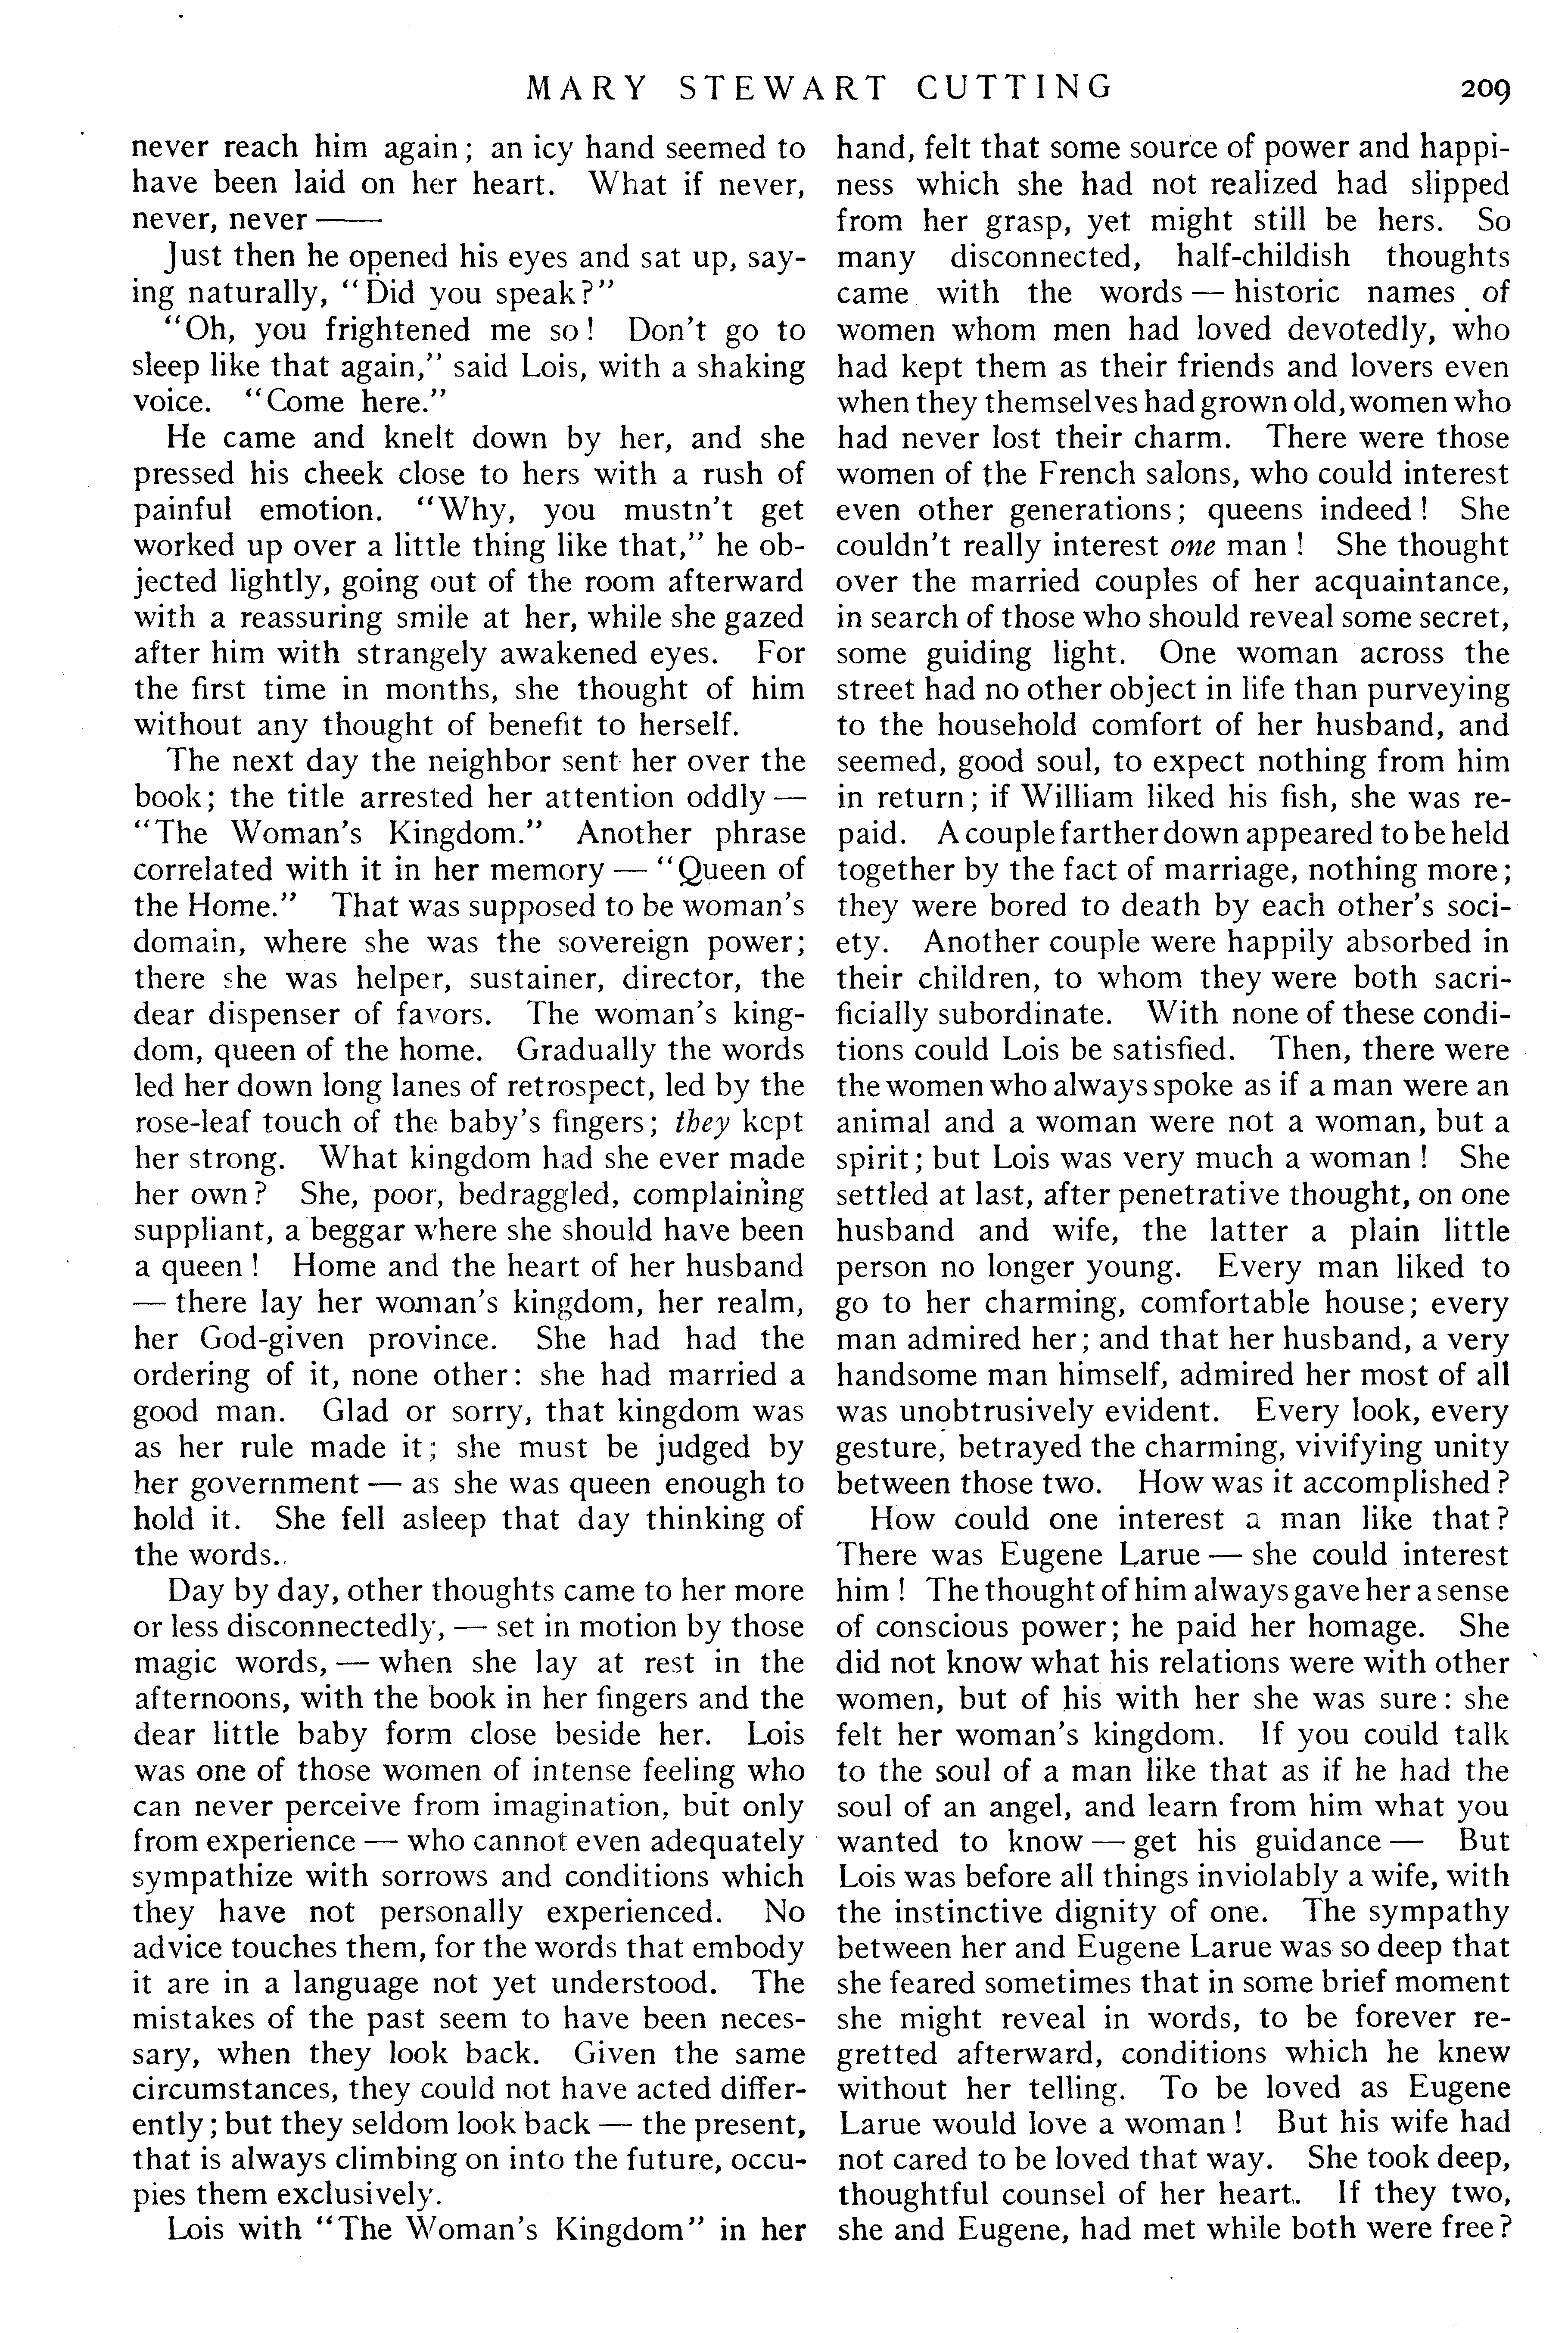 MARY STEWART CUTTING 209
never reach him again; an icy hand seemed to
have been laid on her heart. What if never,
never, never ——
Just then he opened his eyes and sat up, say-
ing naturally, "Did you speak?"
"Oh, you frightened me so! Don't go to
sleep like that again," said Lois, with a shaking
voice. "Come here."
He came and knelt down by her, and she
pressed his cheek close to hers with a rush of
painful emotion. "Why, you mustn't get
worked up over a little thing like that," he ob-
jected lightly, going out of the room afterward
with a reassuring smile at her, while she gazed
after him with strangely awakened eyes. For
the first time in months, she thought of him
without any thought of benefit to herself.
The next day the neighbor sent her over the
book; the title arrested her attention oddly —
"The Woman's Kingdom." Another phrase
correlated with it in her memory — "Queen of
the Home." That was supposed to be woman's
domain, where she was the sovereign power;
there she was helper, sustainer, director, the
dear dispenser of favors. The woman's king-
dom, queen of the home. Gradually the words
led her down long lanes of retrospect, led by the
rose-leaf touch of the baby's fingers; they kept
her strong. What kingdom had she ever made
her own? She, poor, bedraggled, complaining
suppliant, a beggar where she should have been
a queen! Home and the heart of her husband
— there lay her woman's kingdom, her realm,
her God-given province. She had had the
ordering of it, none other: she had married a
good man. Glad or sorry, that kingdom was
as her rule made it; she must be judged by
her government — as she was queen enough to
hold it. She fell asleep that day thinking of
the words.
Day by day, other thoughts came to her more
or less disconnectedly, — set in motion by those
magic words, — when she lay at rest in the
afternoons, with the book in her fingers and the
dear little baby form close beside her. Lois
was one of those women of intense feeling who
can never perceive from imagination, but only
from experience — who cannot even adequately
sympathize with sorrows and conditions which
they have not personally experienced. No
advice touches them, for the words that embody
it are in a language not yet understood. The
mistakes of the past seem to have been neces-
sary, when they look back. Given the same
circumstances, they could not have acted differ-
ently; but they seldom look back — the present,
that is always climbing on into the future, occu-
pies them exclusively.
Lois with "The Woman's Kingdom" in her
hand, felt that some source of power and happi-
ness which she had not realized had slipped
from her grasp, yet might still be hers. So
many disconnected, half-childish thoughts
came with the words — historic names of
women whom men had loved devotedly, who
had kept them as their friends and lovers even
when they themselves had grown old, women who
had never lost their charm. There were those
women of the French salons, who could interest
even other generations; queens indeed! She
couldn't really interest one man! She thought
over the married couples of her acquaintance,
in search of those who should reveal some secret,
some guiding light. One woman across the
street had no other object in life than purveying
to the household comfort of her husband, and
seemed, good soul, to expect nothing from him
in return; if William liked his fish, she was re-
paid. A couple farther down appeared to be held
together by the fact of marriage, nothing more;
they were bored to death by each other's soci-
ety. Another couple were happily absorbed in
their children, to whom they were both sacri-
ficially subordinate. With none of these condi-
tions could Lois be satisfied. Then, there were
the women who always spoke as if a man were an
animal and a woman were not a woman, but a
spirit; but Lois was very much a woman! She
settled at last, after penetrative thought, on one
husband and wife, the latter a plain little
person no longer young. Every man liked to
go to her charming, comfortable house; every
man admired her; and that her husband, a very
handsome man himself, admired her most of all
was unobtrusively evident. Every look, every
gesture, betrayed the charming, vivifying unity
between those two. How was it accomplished?
How could one interest a man like that?
There was Eugene Larue — she could interest
him! The thought of him always gave her a sense
of conscious power; he paid her homage. She
did not know what his relations were with other
women, but of his with her she was sure: she
felt her woman's kingdom. If you could talk
to the soul of a man like that as if he had the
soul of an angel, and learn from him what you
wanted to know — get his guidance — But
Lois was before all things inviolably a wife, with
the instinctive dignity of one. The sympathy
between her and Eugene Larue was so deep that
she feared sometimes that in some brief moment
she might reveal in words, to be forever re-
gretted afterward, conditions which he knew
without her telling. To be loved as Eugene
Larue would love a woman! But his wife had
not cared to be loved that way. She took deep,
thoughtful counsel of her heart. If they two,
she and Eugene, had met while both were free?